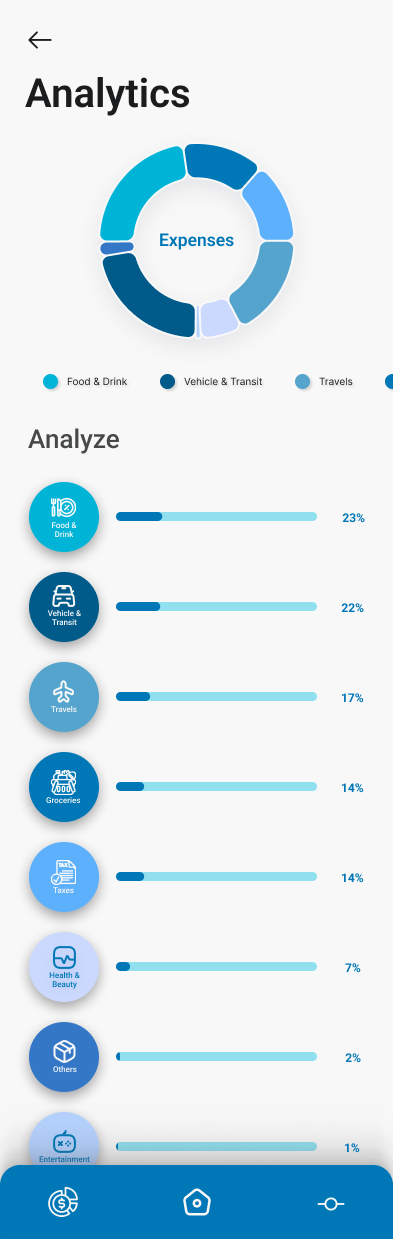 Analytics
Expenses
Food & Drink
Vehicle & Transit
Travels
Analyze
Food &
Drink
23%
Vehicle &
Transit
22%
Travels
17%
Groceries
14%
TAX
Taxes
14%
Health &
Beauty
7%
Others
2%
Entertainment
1%
$